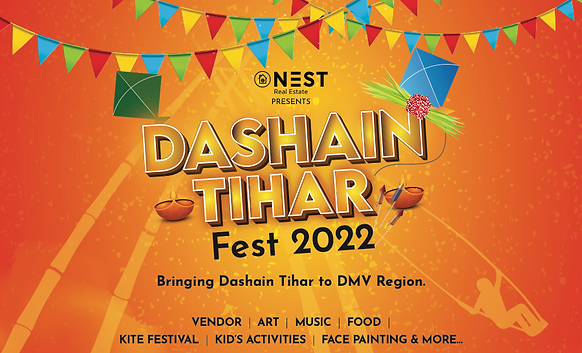 NEST
Real Estate
PRESENTS
DASHAIN
TIHAR
Fest 2022
Bringing Dashain Tihar to DMV Region.
VENDOR | ART | MUSIC | FOOD |
KITE FESTIVAL | KID'S ACTIVITIES | FACE PAINTING & MORE...